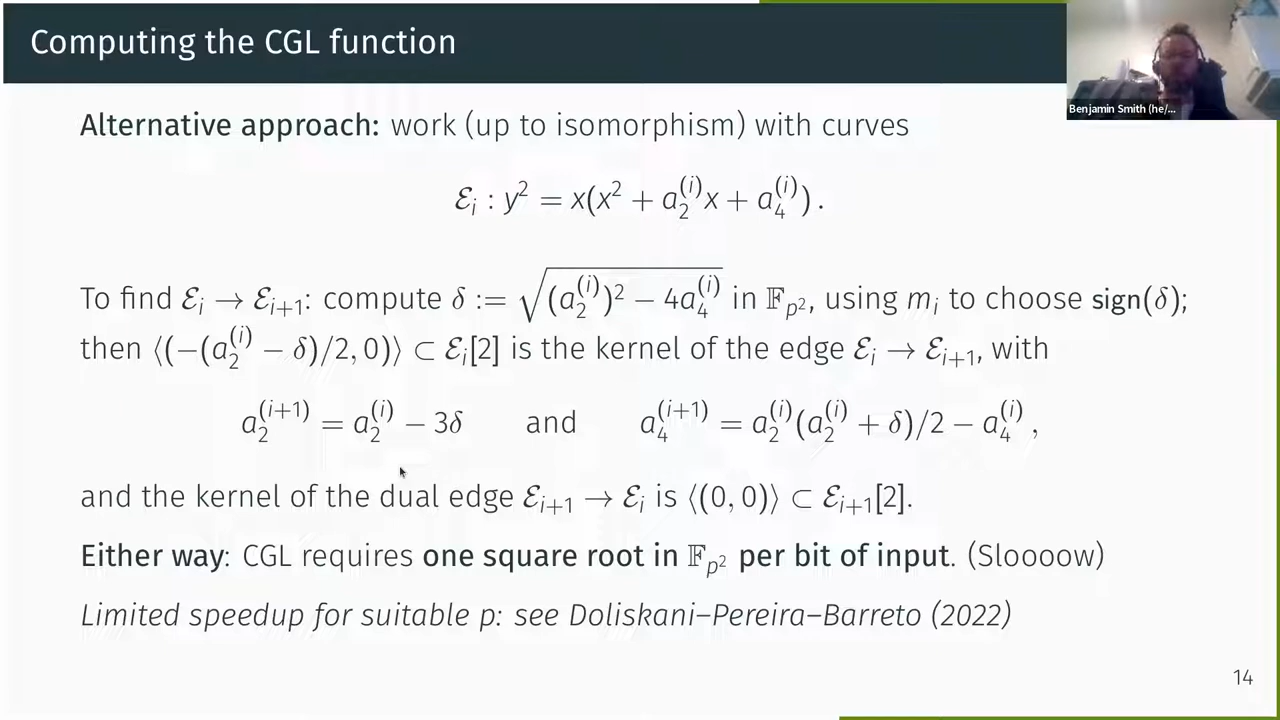 Computing the CGL function
Benjamin Smith (he/...
Alternative approach: work (up to isomorphism) with curves
ℰᵢ : y² = x(x² + a₂⁽ⁱ⁾x + a₄⁽ⁱ⁾) .
To find ℰᵢ → ℰᵢ₊₁: compute δ := √((a₂⁽ⁱ⁾)² − 4a₄⁽ⁱ⁾) in 𝔽ₚ², using mᵢ to choose sign(δ);
then ⟨(−(a₂⁽ⁱ⁾ − δ)/2, 0)⟩ ⊂ ℰᵢ[2] is the kernel of the edge ℰᵢ → ℰᵢ₊₁, with
a₂⁽ⁱ⁺¹⁾ = a₂⁽ⁱ⁾ − 3δ and a₄⁽ⁱ⁺¹⁾ = a₂⁽ⁱ⁾(a₂⁽ⁱ⁾ + δ)/2 − a₄⁽ⁱ⁾ ,
and the kernel of the dual edge ℰᵢ₊₁ → ℰᵢ is ⟨(0, 0)⟩ ⊂ ℰᵢ₊₁[2].
Either way: CGL requires one square root in 𝔽ₚ² per bit of input. (Sloooow)
Limited speedup for suitable p: see Doliskani–Pereira–Barreto (2022)
14